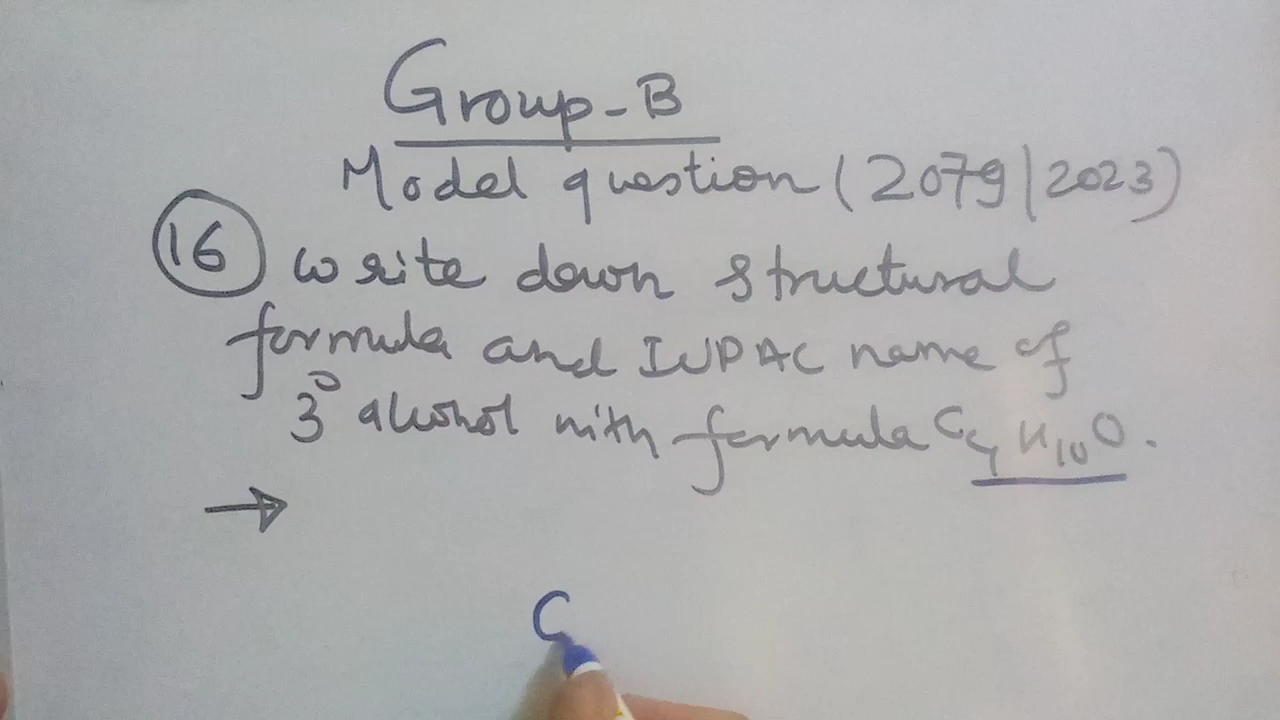 Group-B
Model question (2079/2023)
16 write down structural
formula and IUPAC name of
3° alcohol with formula C₄H₁₀O.
→
C